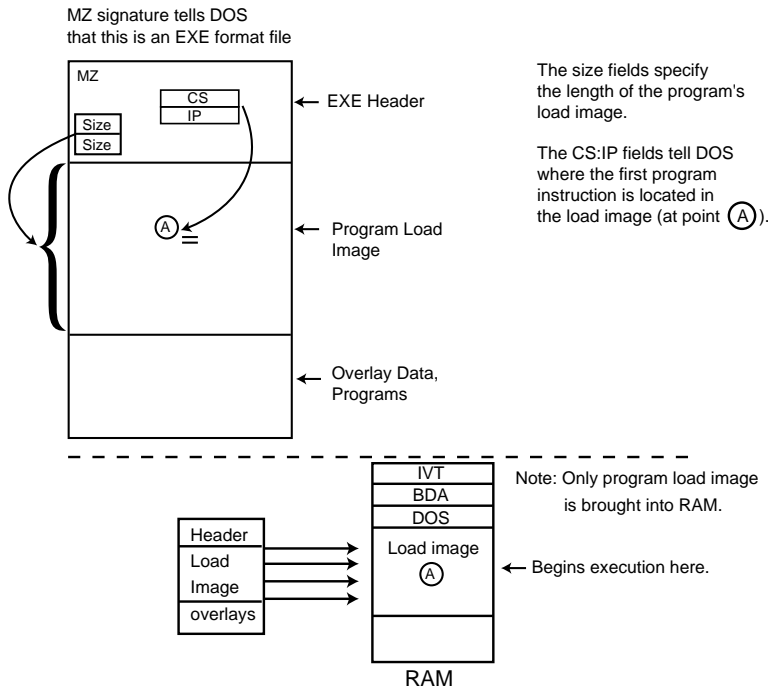 MZ signature tells DOS
that this is an EXE format file
MZ
CS
IP
Size
Size
EXE Header
A
Program Load
Image
Overlay Data,
Programs
The size fields specify
the length of the program's
load image.
The CS:IP fields tell DOS
where the first program
instruction is located in
the load image (at point A).
Header
Load
Image
overlays
IVT
BDA
DOS
Load image
A
RAM
Note: Only program load image
is brought into RAM.
Begins execution here.